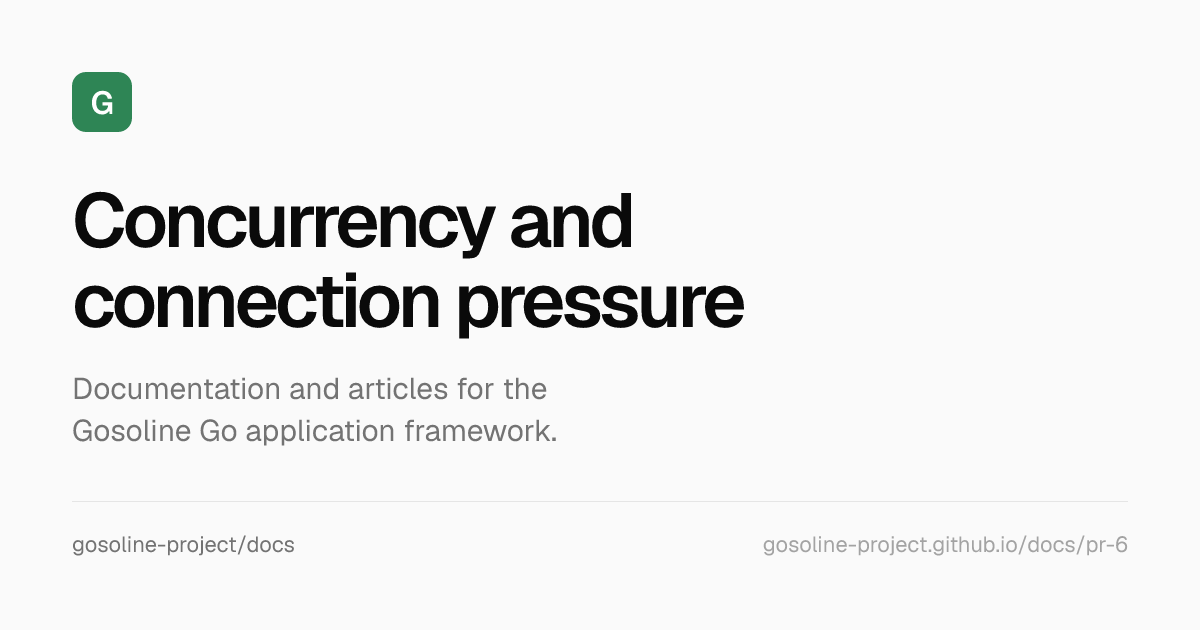 G
Concurrency and
connection pressure
Documentation and articles for the
Gosoline Go application framework.
gosoline-project/docs
gosoline-project.github.io/docs/pr-6